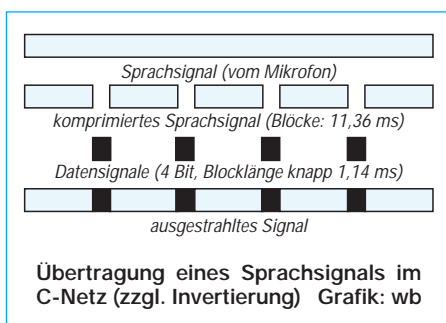 Sprachsignal (vom Mikrofon)
komprimiertes Sprachsignal (Blöcke: 11,36 ms)
Datensignale (4 Bit, Blocklänge knapp 1,14 ms)
ausgestrahltes Signal
Übertragung eines Sprachsignals im
C-Netz (zzgl. Invertierung) Grafik: wb